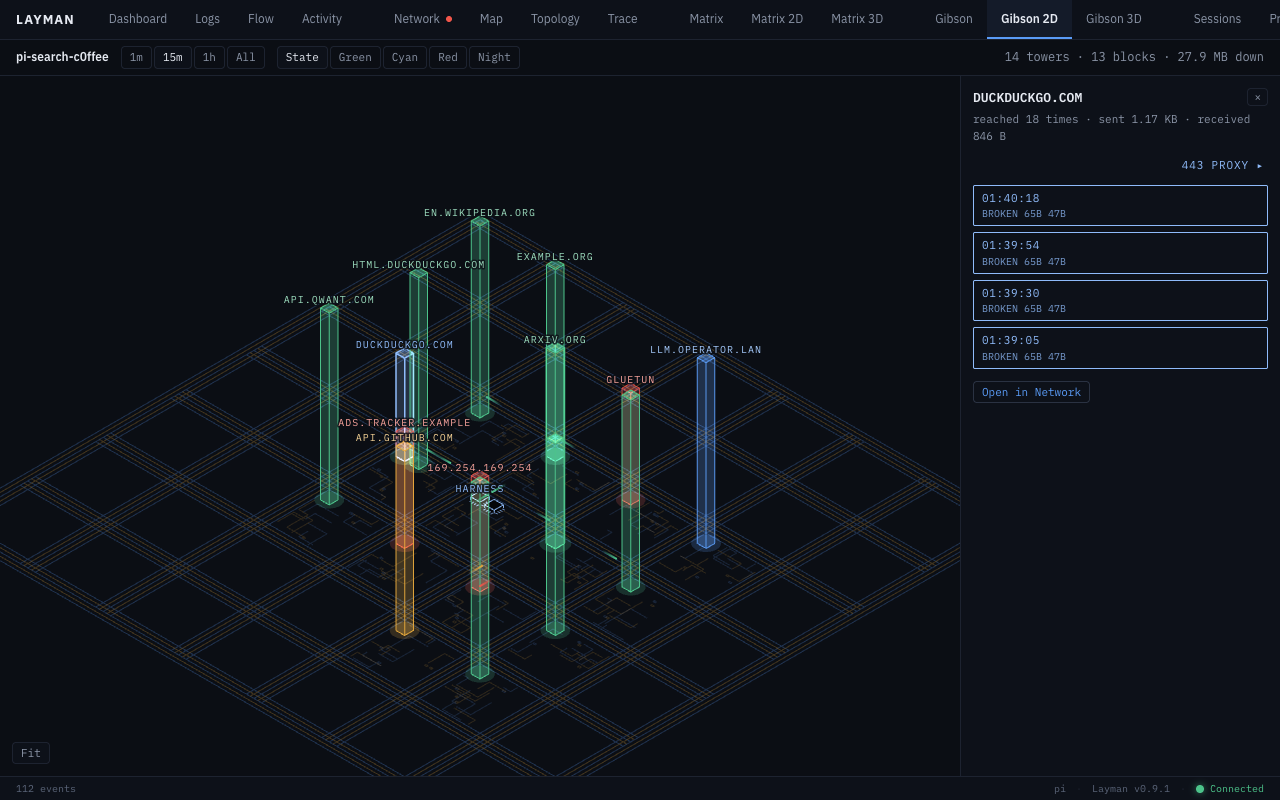 LAYMAN Dashboard Logs Flow Activity Network Map Topology Trace Matrix Matrix 2D Matrix 3D Gibson Gibson 2D Gibson 3D Sessions
pi-search-c0ffee 1m 15m 1h All State Green Cyan Red Night 14 towers · 13 blocks · 27.9 MB down
DUCKDUCKGO.COM ×
reached 18 times · sent 1.17 KB · received
846 B
443 PROXY ▸
01:40:18
BROKEN 65B 47B
01:39:54
BROKEN 65B 47B
01:39:30
BROKEN 65B 47B
01:39:05
BROKEN 65B 47B
Open in Network
EN.WIKIPEDIA.ORG
EXAMPLE.ORG
HTML.DUCKDUCKGO.COM
API.QWANT.COM
ARXIV.ORG
DUCKDUCKGO.COM
LLM.OPERATOR.LAN
GLUETUN
ADS.TRACKER.EXAMPLE
API.GITHUB.COM
169.254.169.254
HARNESS
Fit
112 events pi · Layman v0.9.1 · Connected